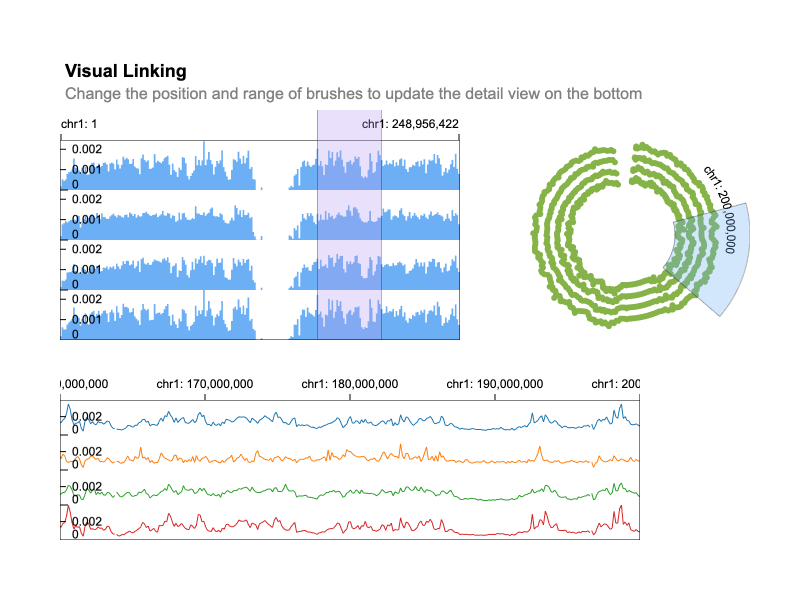 Visual Linking
Change the position and range of brushes to update the detail view on the bottom
chr1: 1
chr1: 248,956,422
0.002
0.001
0
0.002
0.001
0
0.002
0.001
0
0.002
0.001
0
chr1: 200,000,000
0,000,000
chr1: 170,000,000
chr1: 180,000,000
chr1: 190,000,000
chr1: 200
0.002
0
0.002
0
0.002
0
0.002
0